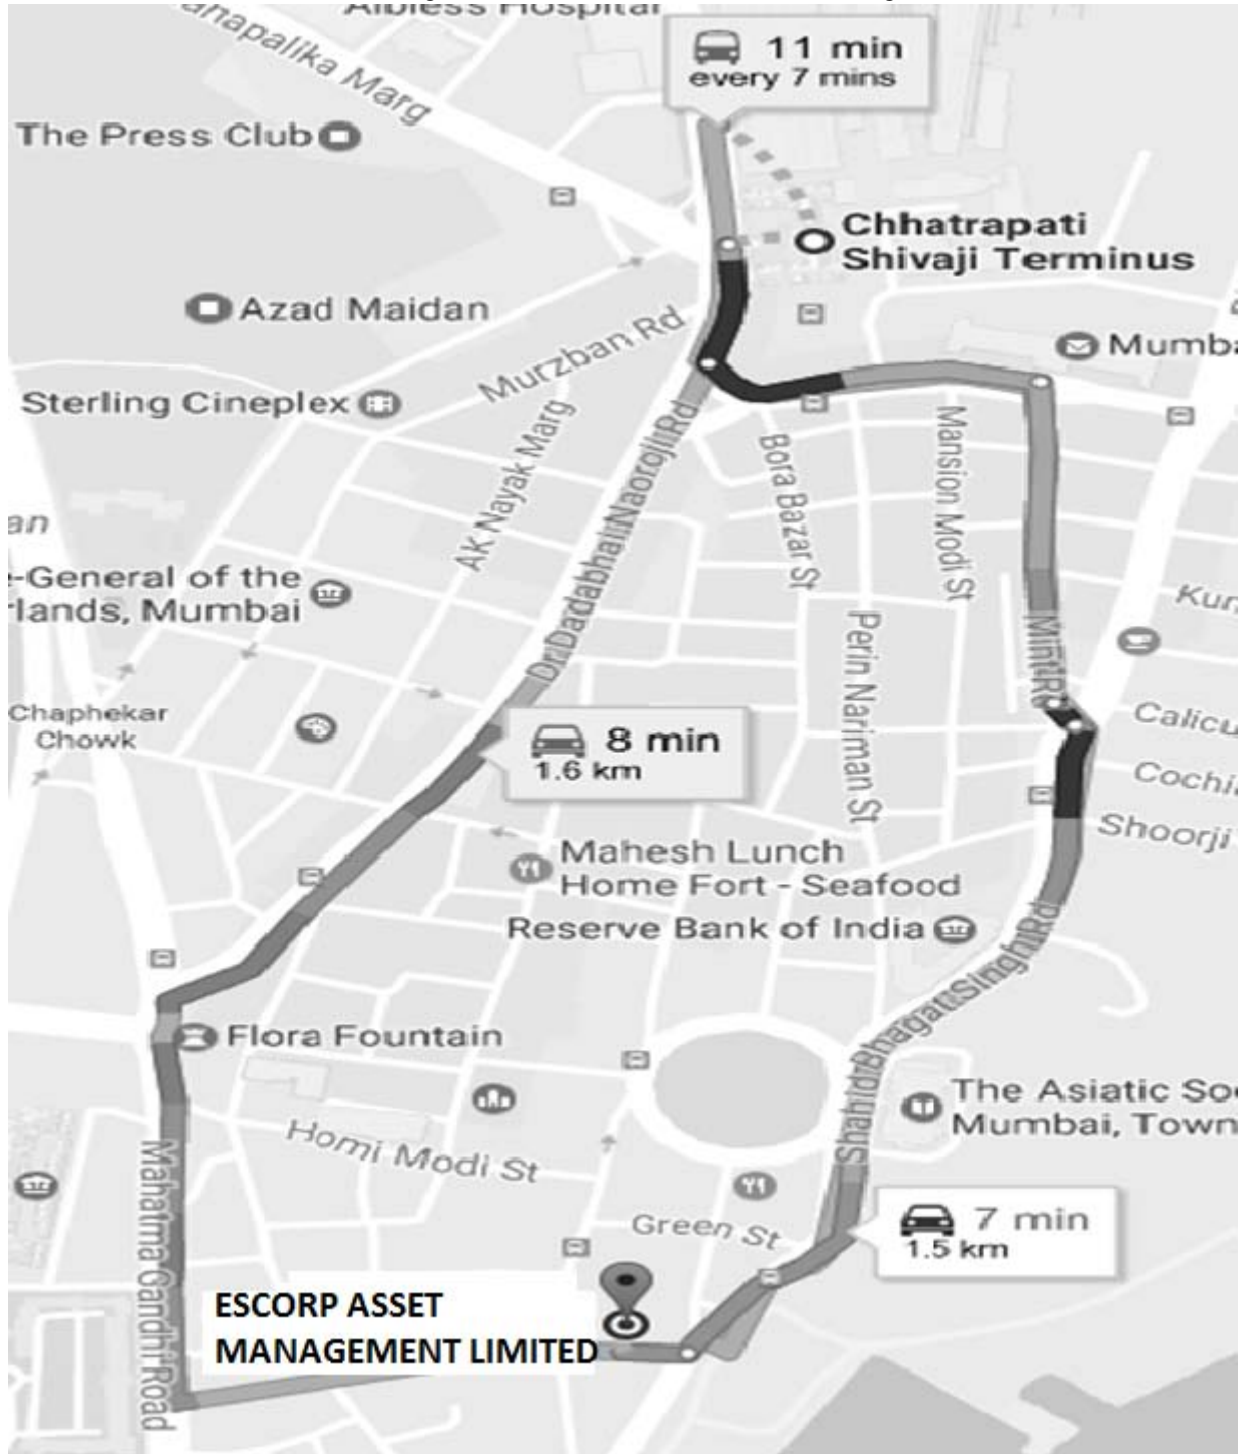 Albless Hospital
anapalika Marg
11 min
every 7 mins
The Press Club
Chhatrapati
Shivaji Terminus
Azad Maidan
Murzban Rd
Mumba
Sterling Cineplex
AK Nayak Marg
Dr Dadabhai Naoroji Rd
Bora Bazar St
Mansion Modi St
an
-General of the
rlands, Mumbai
Kur
Perin Nariman St
Mint Rd
Chaphekar
Chowk
8 min
1.6 km
Calicu
Cochi
Shoorji
Mahesh Lunch
Home Fort - Seafood
Reserve Bank of India
Shahid Bhagat Singh Rd
Flora Fountain
The Asiatic So
Mumbai, Town
Homi Modi St
Mahatma Gandhi Road
Green St
7 min
1.5 km
ESCORP ASSET
MANAGEMENT LIMITED